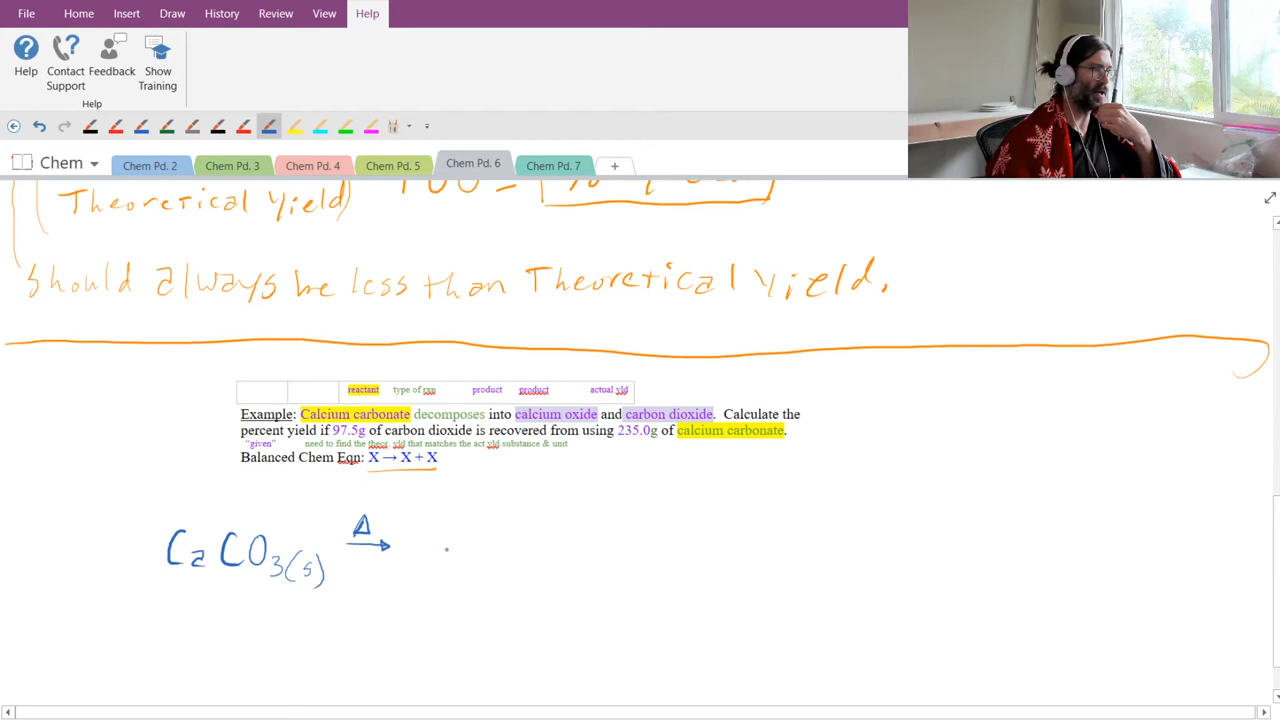 File Home Insert Draw History Review View Help
Help Contact Support Feedback Show Training
Help
Chem Chem Pd. 2 Chem Pd. 3 Chem Pd. 4 Chem Pd. 5 Chem Pd. 6 Chem Pd. 7 +
Theoretical Yield) 100 =
Should always be less than Theoretical Yield.
reactant type of rxn product product actual yld
Example: Calcium carbonate decomposes into calcium oxide and carbon dioxide. Calculate the
percent yield if 97.5g of carbon dioxide is recovered from using 235.0g of calcium carbonate.
"given" need to find the theor. yld that matches the act yld substance & unit
Balanced Chem Eqn: X → X + X
Δ
CaCO3(s) →